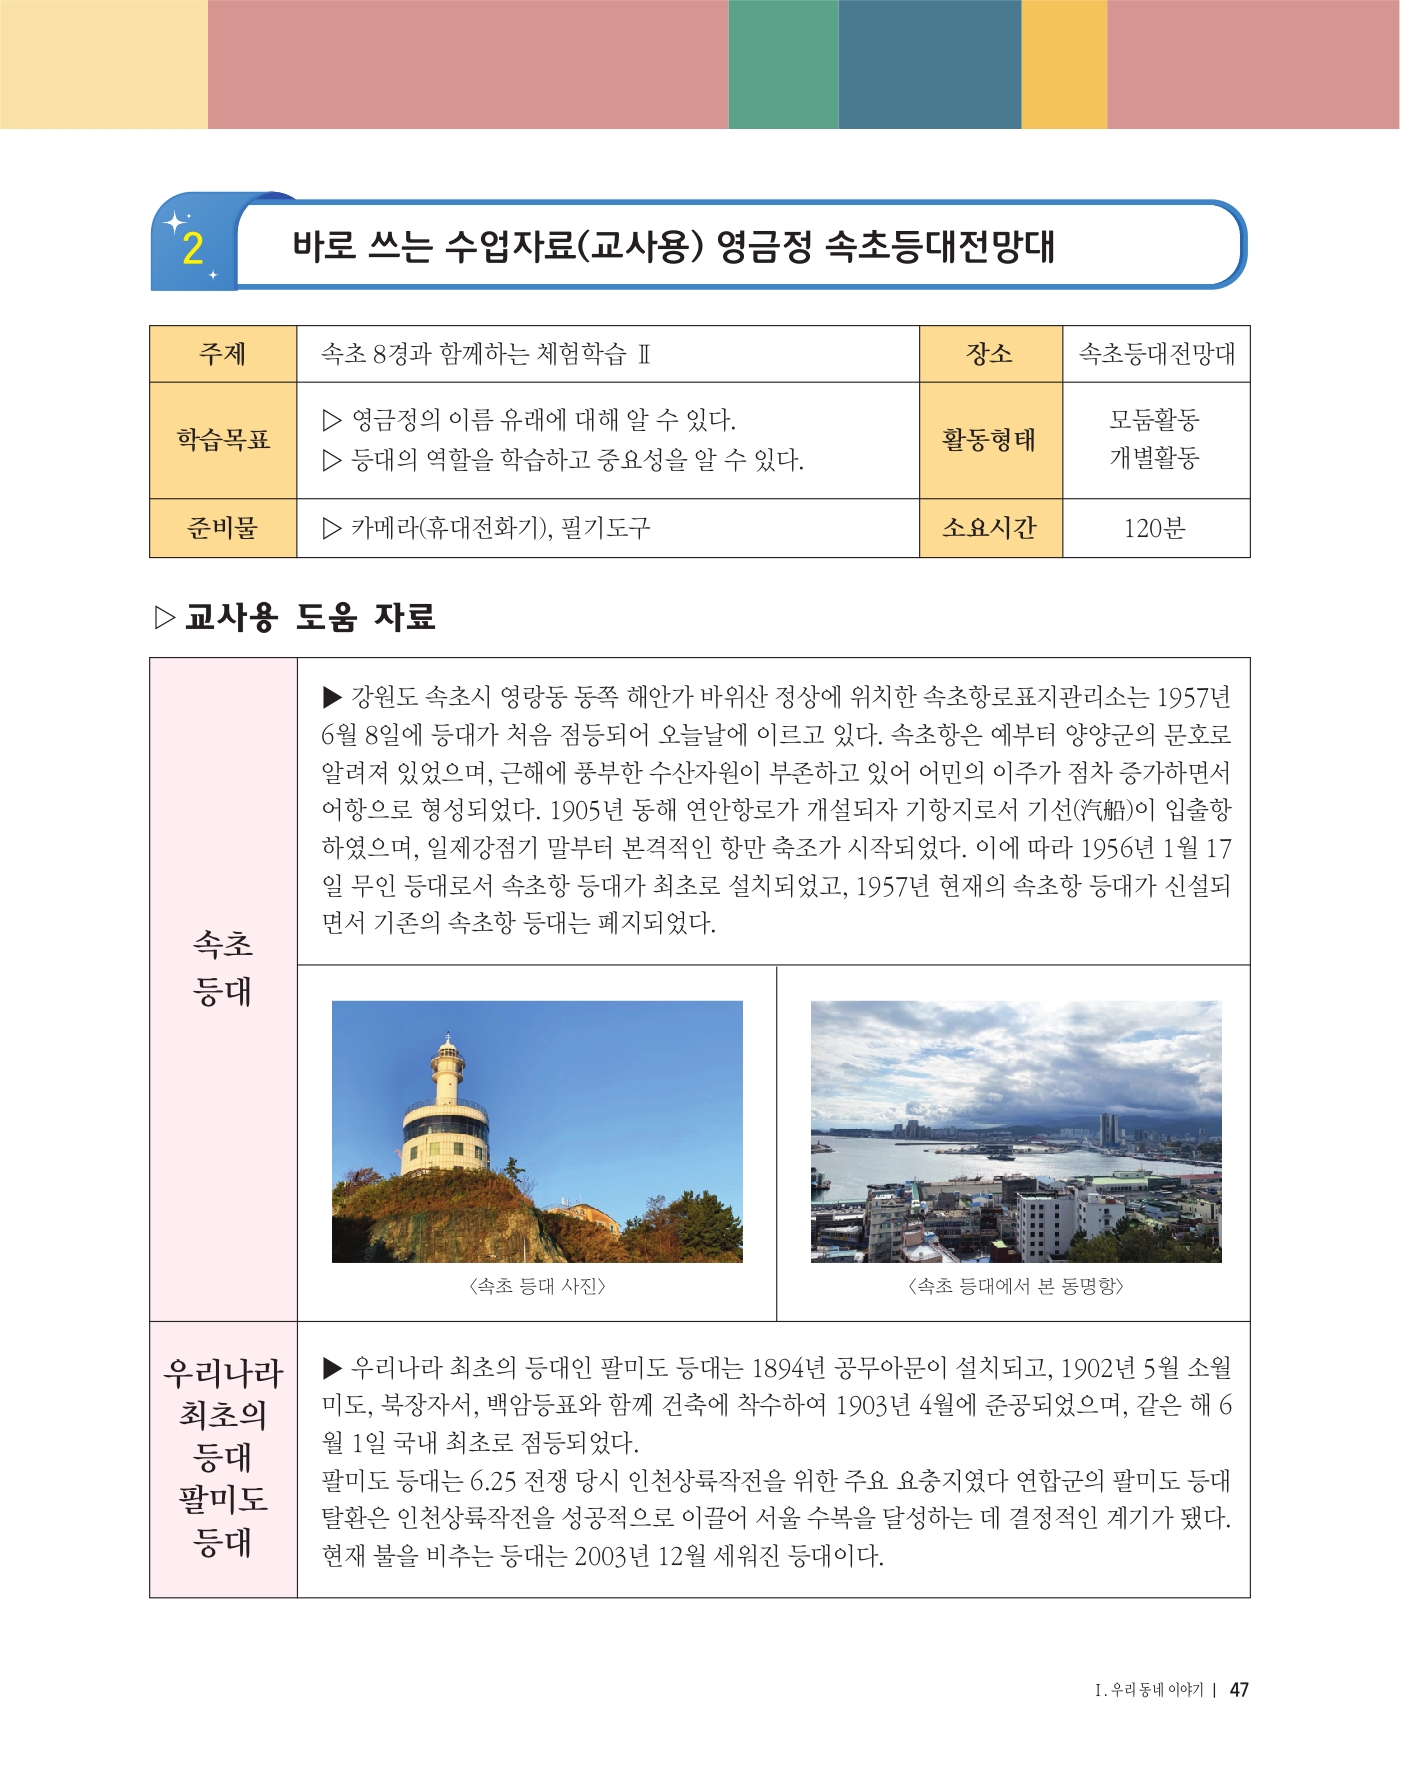 2
바로 쓰는 수업자료(교사용) 영금정 속초등대전망대
주제
속초 8경과 함께하는 체험학습 Ⅱ
장소
속초등대전망대
학습목표
▷ 영금정의 이름 유래에 대해 알 수 있다.
▷ 등대의 역할을 학습하고 중요성을 알 수 있다.
활동형태
모둠활동
개별활동
준비물
▷ 카메라(휴대전화기), 필기도구
소요시간
120분
▷ 교사용 도움 자료
속초
등대
▶ 강원도 속초시 영랑동 동쪽 해안가 바위산 정상에 위치한 속초항로표지관리소는 1957년
6월 8일에 등대가 처음 점등되어 오늘날에 이르고 있다. 속초항은 예부터 양양군의 문호로
알려져 있었으며, 근해에 풍부한 수산자원이 부존하고 있어 어민의 이주가 점차 증가하면서
어항으로 형성되었다. 1905년 동해 연안항로가 개설되자 기항지로서 기선(汽船)이 입출항
하였으며, 일제강점기 말부터 본격적인 항만 축조가 시작되었다. 이에 따라 1956년 1월 17
일 무인 등대로서 속초항 등대가 최초로 설치되었고, 1957년 현재의 속초항 등대가 신설되
면서 기존의 속초항 등대는 폐지되었다.
〈속초 등대 사진〉
〈속초 등대에서 본 동명항〉
우리나라
최초의
등대
팔미도
등대
▶ 우리나라 최초의 등대인 팔미도 등대는 1894년 공무아문이 설치되고, 1902년 5월 소월
미도, 북장자서, 백암등표와 함께 건축에 착수하여 1903년 4월에 준공되었으며, 같은 해 6
월 1일 국내 최초로 점등되었다.
팔미도 등대는 6.25 전쟁 당시 인천상륙작전을 위한 주요 요충지였다 연합군의 팔미도 등대
탈환은 인천상륙작전을 성공적으로 이끌어 서울 수복을 달성하는 데 결정적인 계기가 됐다.
현재 불을 비추는 등대는 2003년 12월 세워진 등대이다.
Ⅰ. 우리 동네 이야기 | 47